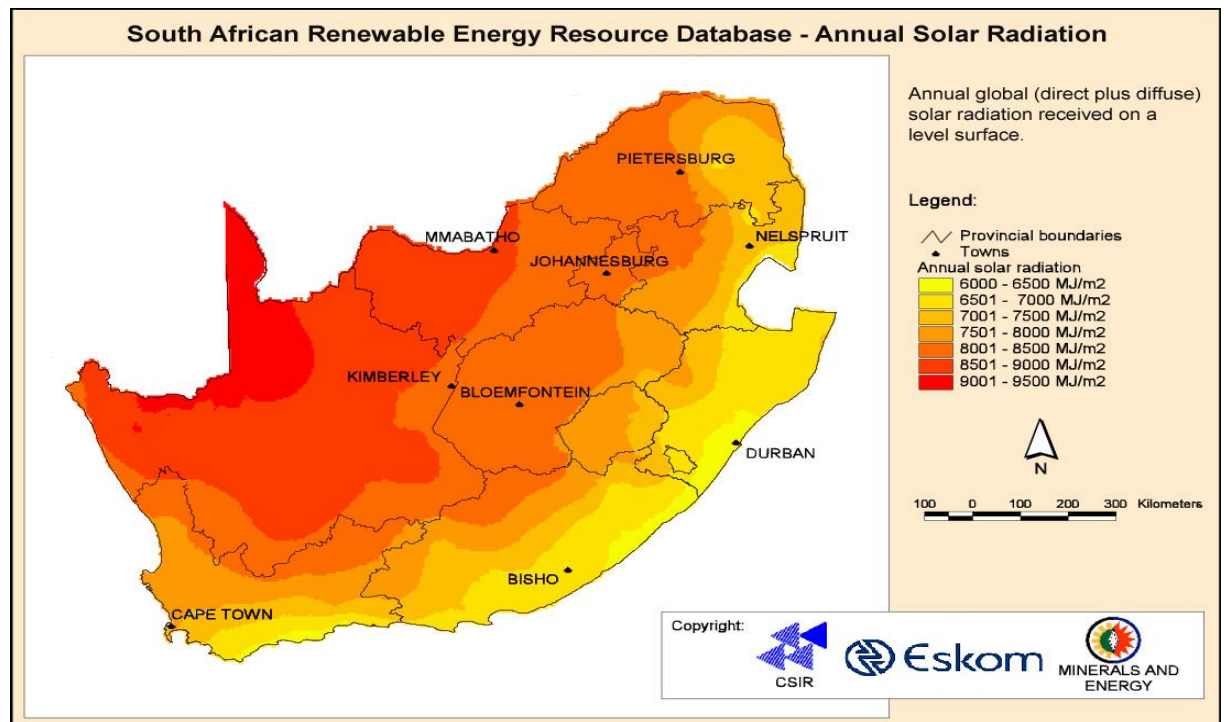 South African Renewable Energy Resource Database - Annual Solar Radiation
Annual global (direct plus diffuse)
solar radiation received on a
level surface.
PIETERSBURG
MMABATHO
NELSPRUIT
JOHANNESBURG
KIMBERLEY
BLOEMFONTEIN
DURBAN
BISHO
CAPE TOWN
Legend:
Provincial boundaries
Towns
Annual solar radiation
6000 - 6500 MJ/m2
6501 - 7000 MJ/m2
7001 - 7500 MJ/m2
7501 - 8000 MJ/m2
8001 - 8500 MJ/m2
8501 - 9000 MJ/m2
9001 - 9500 MJ/m2
N
100 0 100 200 300 Kilometers
Copyright:
CSIR
Eskom
MINERALS AND
ENERGY